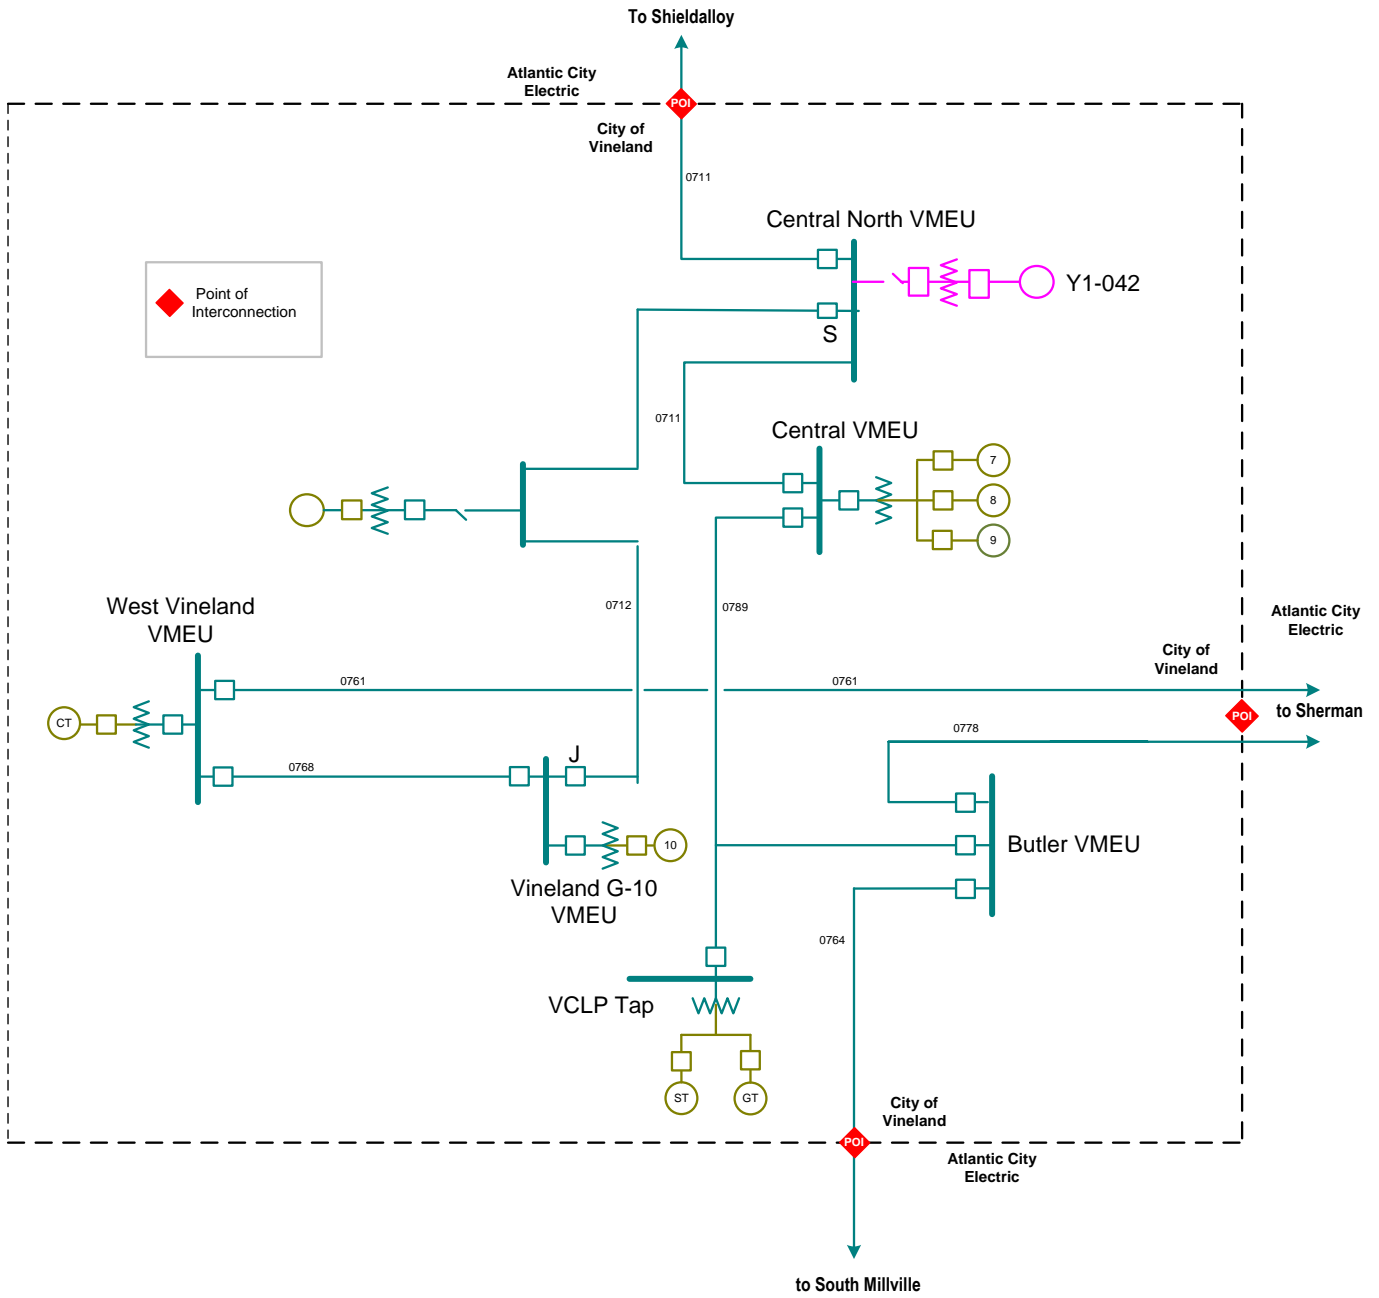 To Shieldalloy
Atlantic City
Electric
POI
City of
Vineland
0711
Central North VMEU
Point of
Interconnection
Y1-042
S
0711
Central VMEU
7
8
9
West Vineland
VMEU
0712
0789
Atlantic City
Electric
City of
Vineland
0761
0761
CT
POI
to Sherman
0778
J
0768
10
Butler VMEU
Vineland G-10
VMEU
0764
VCLP Tap
ST
GT
City of
Vineland
POI
Atlantic City
Electric
to South Millville